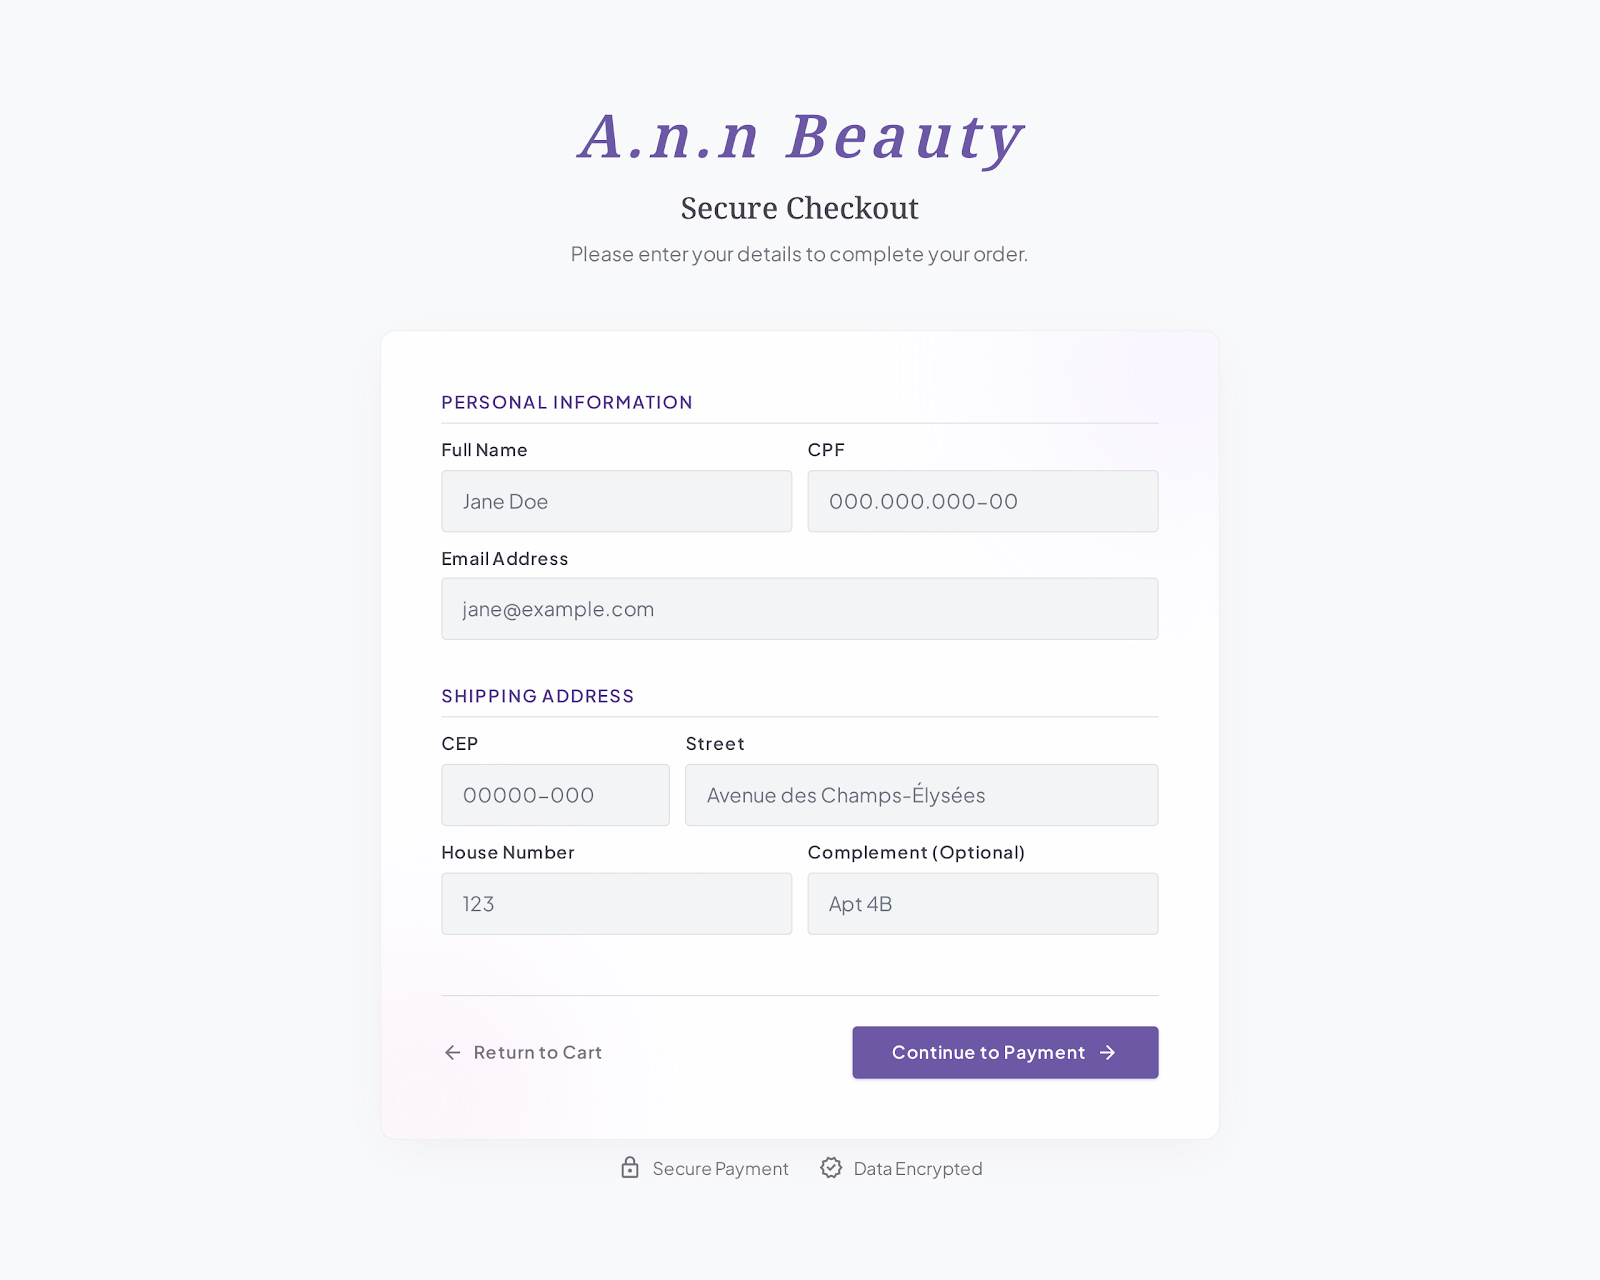 A.n.n Beauty
Secure Checkout
Please enter your details to complete your order.
PERSONAL INFORMATION
Full Name
CPF
Jane Doe
000.000.000-00
Email Address
jane@example.com
SHIPPING ADDRESS
CEP
Street
00000-000
Avenue des Champs-Élysées
House Number
Complement (Optional)
123
Apt 4B
Return to Cart
Continue to Payment
Secure Payment
Data Encrypted